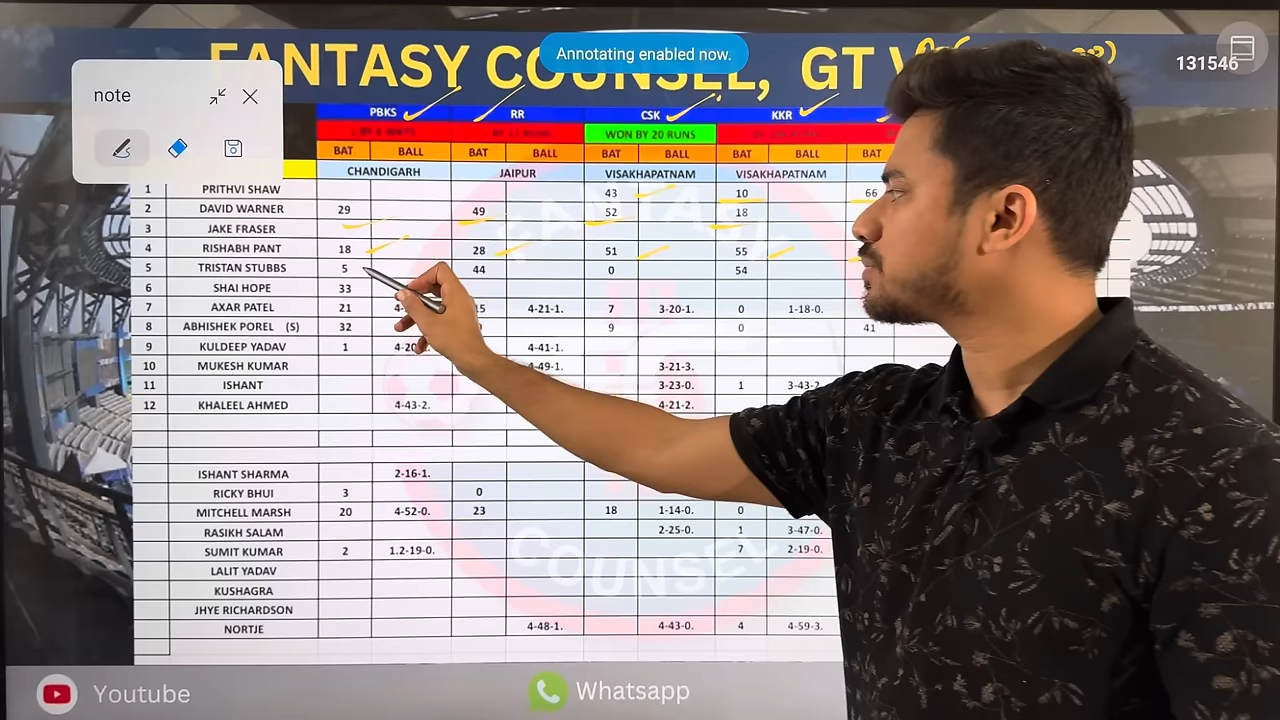 FANTASY COUNSEL, GT V
Annotating enabled now.
131546
note
PBKS RR CSK KKR
WON BY 20 RUNS
BAT BALL BAT BALL BAT BALL BAT BALL BAT
CHANDIGARH JAIPUR VISAKHAPATNAM VISAKHAPATNAM
1 PRITHVI SHAW 43 10 66
2 DAVID WARNER 29 49 52 18
3 JAKE FRASER
4 RISHABH PANT 18 28 51 55
5 TRISTAN STUBBS 5 44 0 54
6 SHAI HOPE 33
7 AXAR PATEL 21 15 4-21-1. 7 3-20-1. 0 1-18-0.
8 ABHISHEK POREL (S) 32 9 0 41
9 KULDEEP YADAV 1 4-20-1. 4-41-1.
10 MUKESH KUMAR 4-49-1. 3-21-3.
11 ISHANT 3-23-0. 1 3-43-2
12 KHALEEL AHMED 4-43-2. 4-21-2.
ISHANT SHARMA 2-16-1.
RICKY BHUI 3 0
MITCHELL MARSH 20 4-52-0. 23 18 1-14-0. 0
RASIKH SALAM 2-25-0. 1 3-47-0.
SUMIT KUMAR 2 1.2-19-0. 7 2-19-0.
LALIT YADAV
KUSHAGRA
JHYE RICHARDSON
NORTJE 4-48-1. 4-43-0. 4 4-59-3.
FANTASY
COUNSEL
Youtube Whatsapp